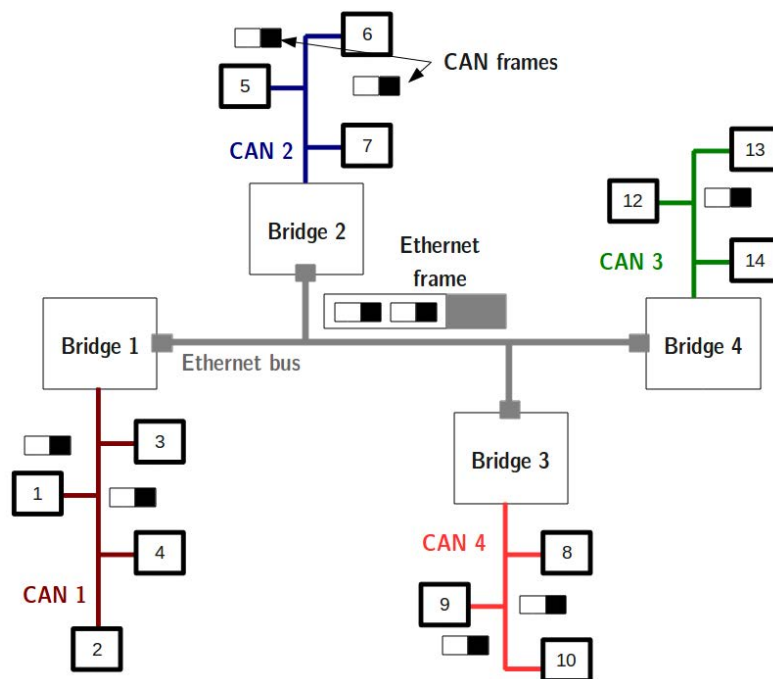 6
CAN frames
5
CAN 2
7
13
12
Bridge 2
Ethernet
frame
CAN 3
14
Bridge 1
Ethernet bus
Bridge 4
3
Bridge 3
1
4
CAN 4
8
CAN 1
9
2
10